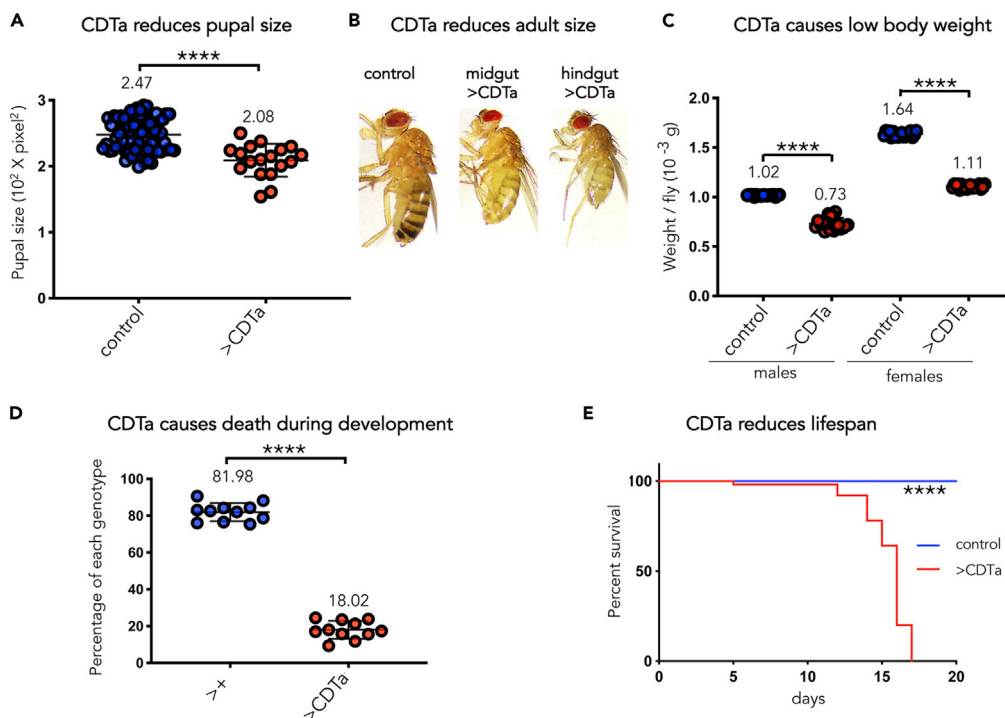 A
CDTa reduces pupal size
****
2.47
2.08
3
2
1
0
Pupal size (10² X pixel²)
control
>CDTa
B
CDTa reduces adult size
control
midgut
>CDTa
hindgut
>CDTa
C
CDTa causes low body weight
****
****
1.02
0.73
1.64
1.11
2.0
1.5
1.0
0.5
0.0
Weight / fly (10⁻³ g)
control
>CDTa
control
>CDTa
males
females
D
CDTa causes death during development
****
81.98
18.02
100
80
60
40
20
0
Percentage of each genotype
>+
>CDTa
E
CDTa reduces lifespan
****
100
50
0
Percent survival
0
5
10
15
20
days
control
>CDTa